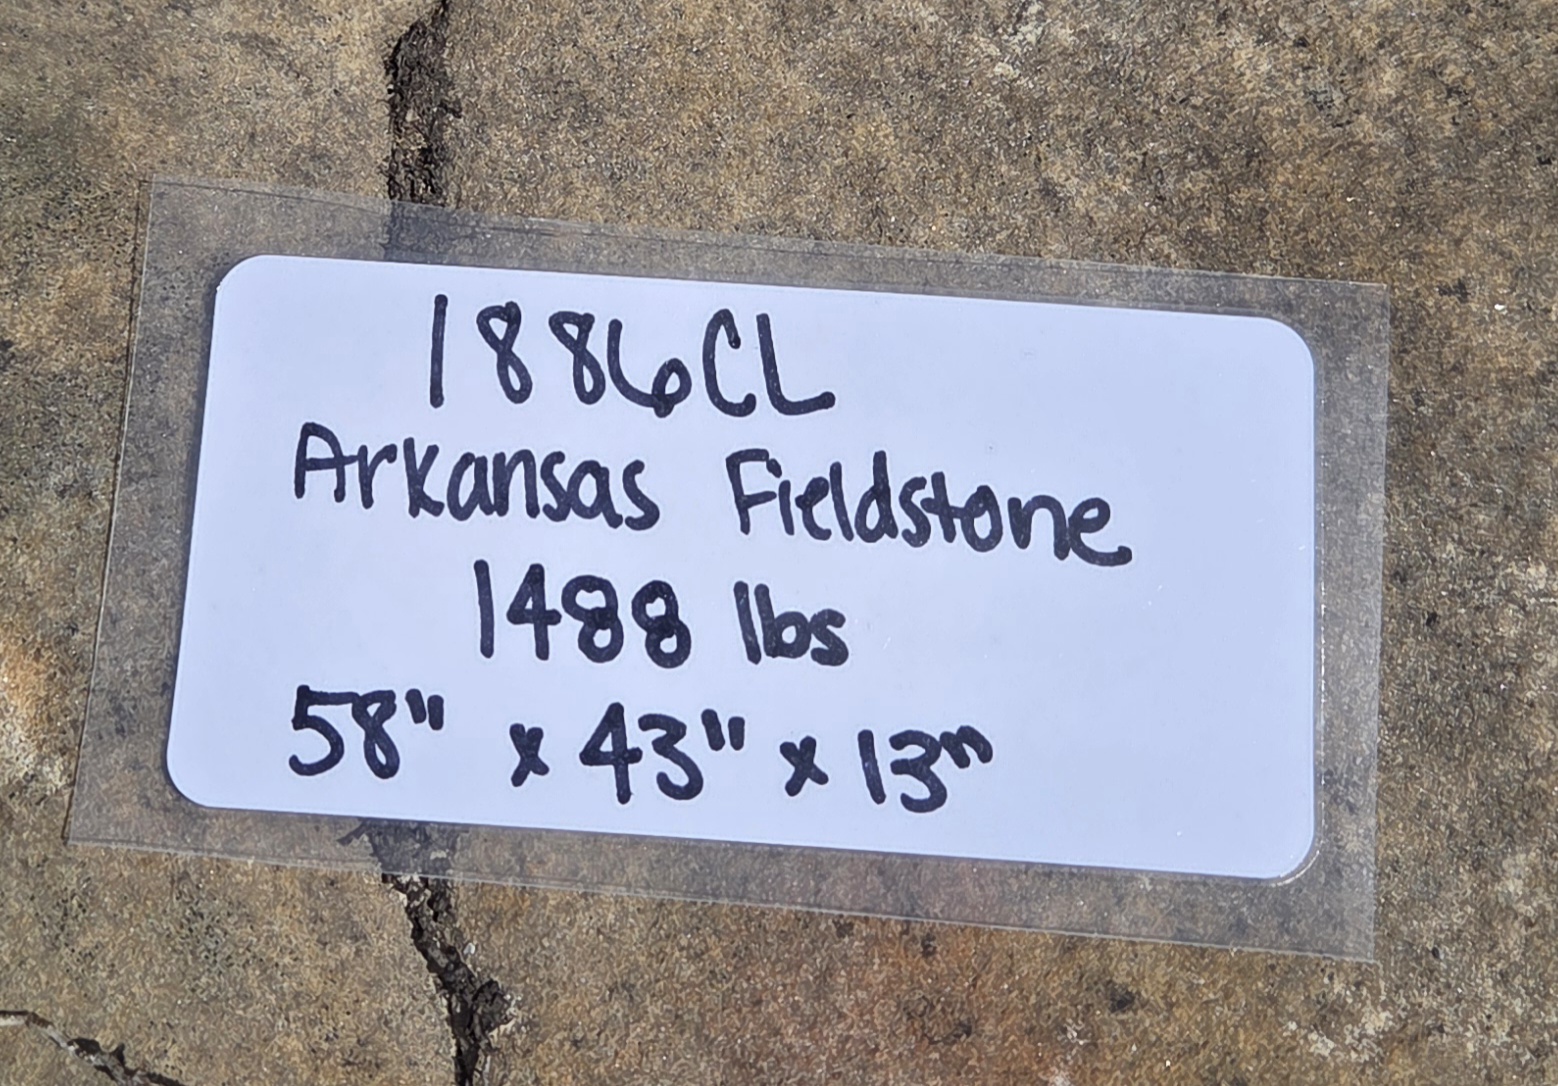 1886CL
Arkansas Fieldstone
1488 lbs
58" x 43" x 13"